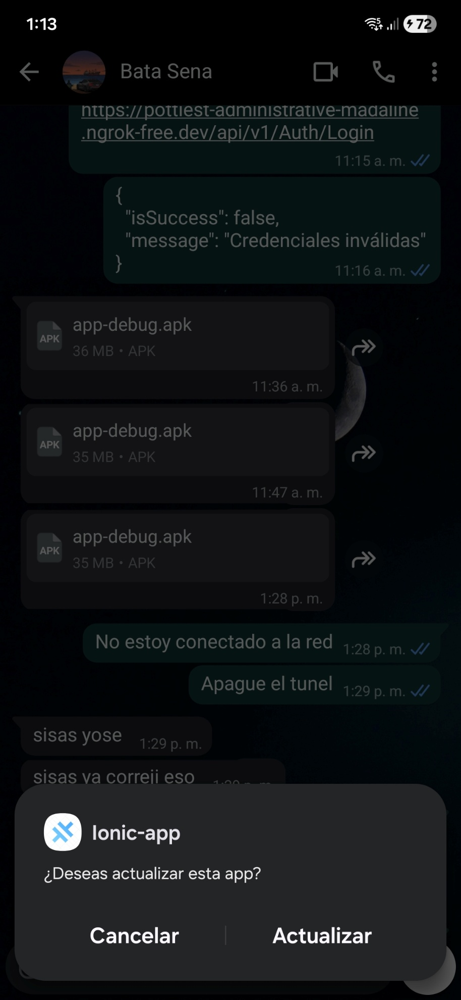 1:13
72
Bata Sena
https://pottiest-administrative-madaline
.ngrok-free.dev/api/v1/Auth/Login
11:15 a. m.
{
"isSuccess": false,
"message": "Credenciales inválidas"
}
11:16 a. m.
app-debug.apk
APK
36 MB • APK
11:36 a. m.
app-debug.apk
APK
35 MB • APK
11:47 a. m.
app-debug.apk
APK
35 MB • APK
1:28 p. m.
No estoy conectado a la red 1:28 p. m.
Apague el tunel 1:29 p. m.
sisas yose 1:29 p. m.
sisas ya correji eso
Ionic-app
¿Deseas actualizar esta app?
Cancelar
Actualizar